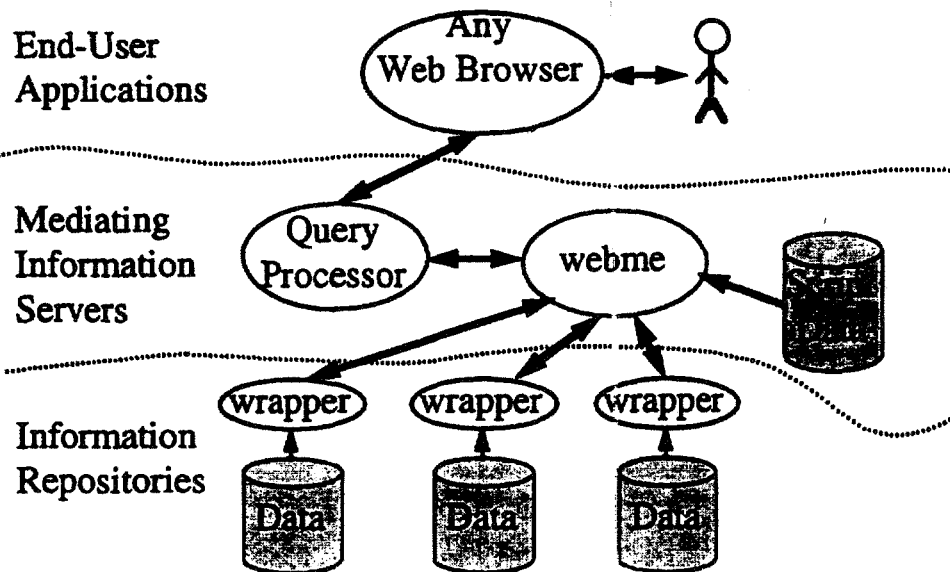 End-User
Applications
Any
Web Browser
Mediating
Information
Servers
Query
Processor
webme
Information
Repositories
wrapper
wrapper
wrapper
Data
Data
Data